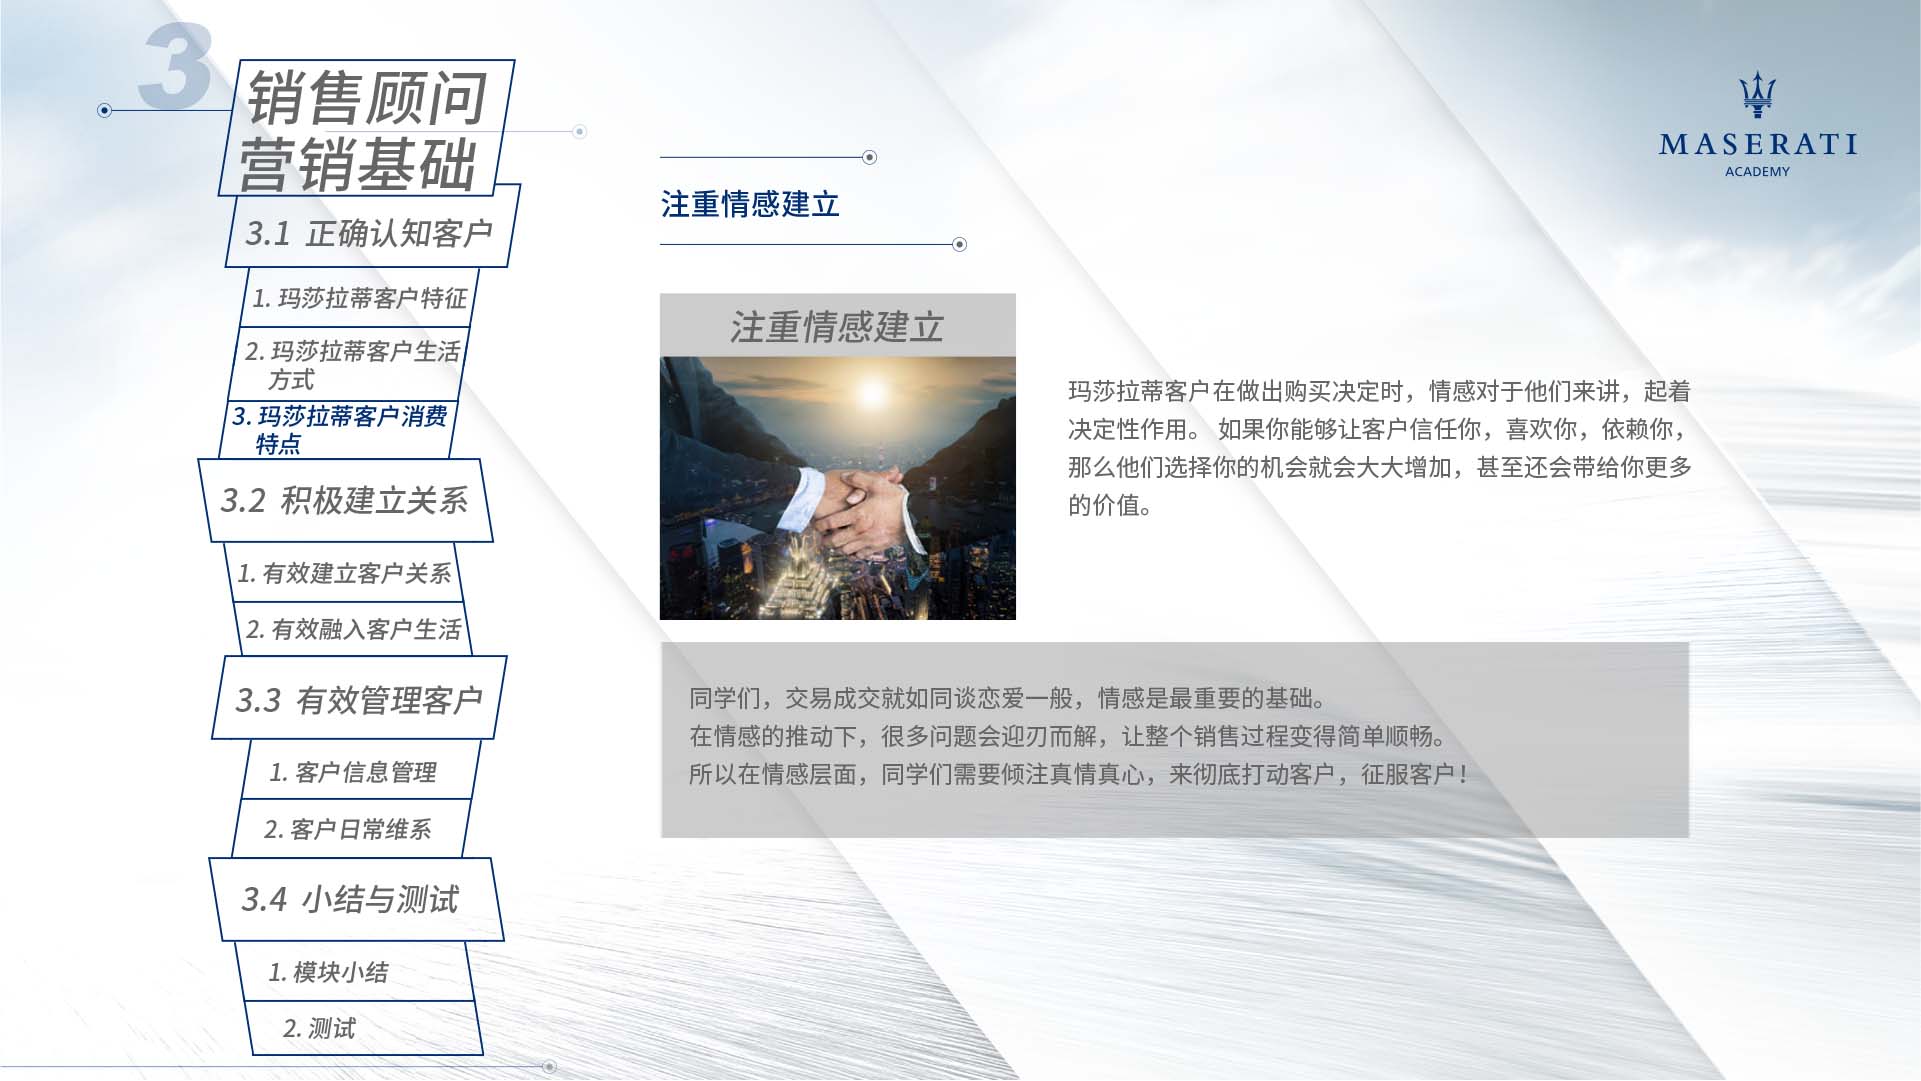 3
销售顾问
营销基础
3.1 正确认知客户
1. 玛莎拉蒂客户特征
2. 玛莎拉蒂客户生活
方式
3. 玛莎拉蒂客户消费
特点
3.2 积极建立关系
1. 有效建立客户关系
2. 有效融入客户生活
3.3 有效管理客户
1. 客户信息管理
2. 客户日常维系
3.4 小结与测试
1. 模块小结
2. 测试
MASERATI
ACADEMY
注重情感建立
注重情感建立
玛莎拉蒂客户在做出购买决定时，情感对于他们来讲，起着
决定性作用。 如果你能够让客户信任你，喜欢你，依赖你，
那么他们选择你的机会就会大大增加，甚至还会带给你更多
的价值。
同学们，交易成交就如同谈恋爱一般，情感是最重要的基础。
在情感的推动下，很多问题会迎刃而解，让整个销售过程变得简单顺畅。
所以在情感层面，同学们需要倾注真情真心，来彻底打动客户，征服客户！